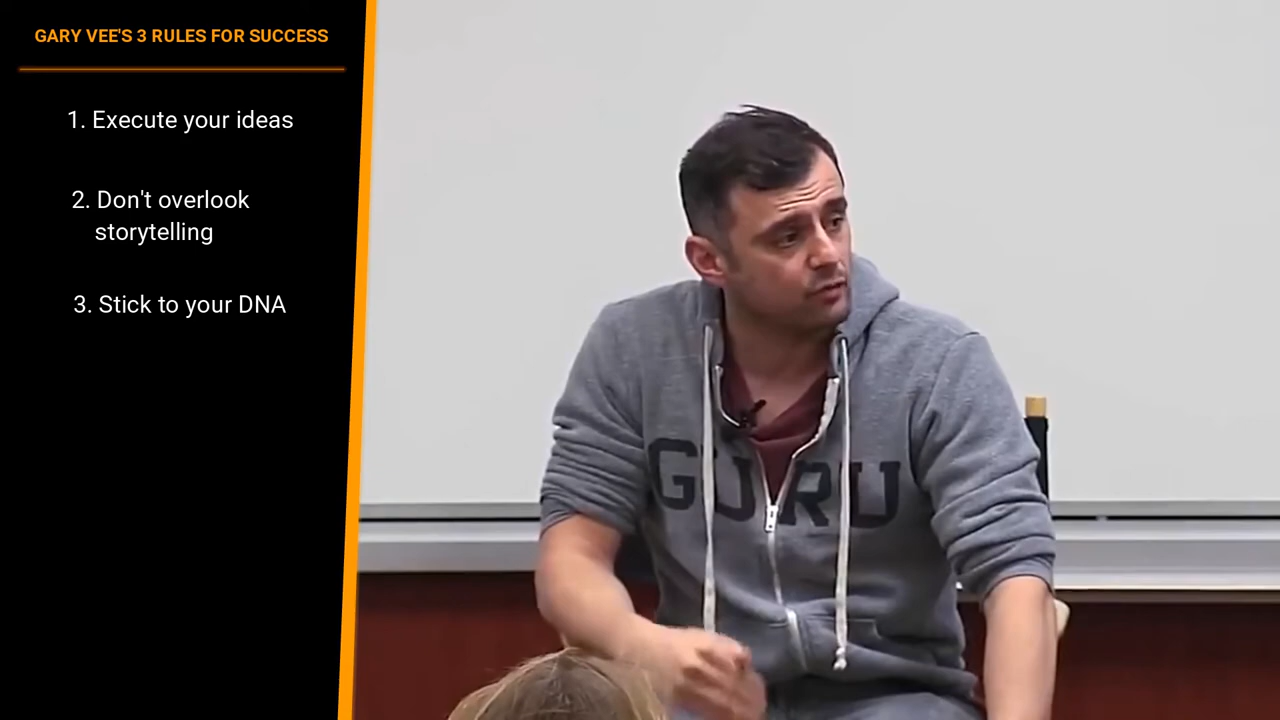 GARY VEE'S 3 RULES FOR SUCCESS
1. Execute your ideas
2. Don't overlook
storytelling
3. Stick to your DNA
GURU